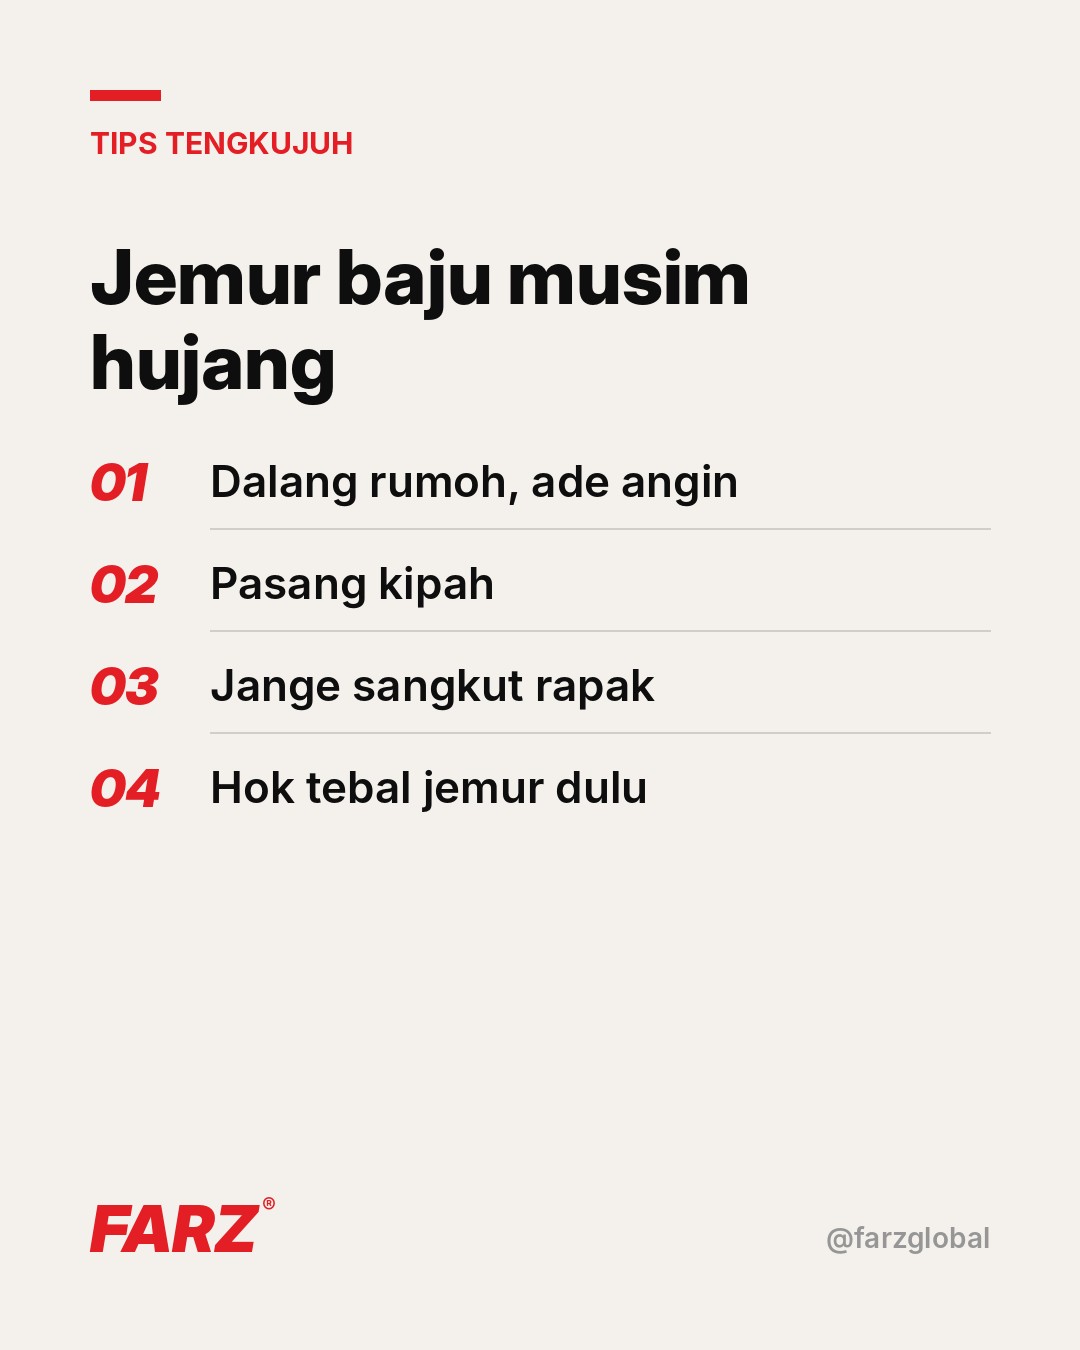 TIPS TENGKUJUH
Jemur baju musim
hujang
01 Dalang rumoh, ade angin
02 Pasang kipah
03 Jange sangkut rapak
04 Hok tebal jemur dulu
FARZ®
@farzglobal